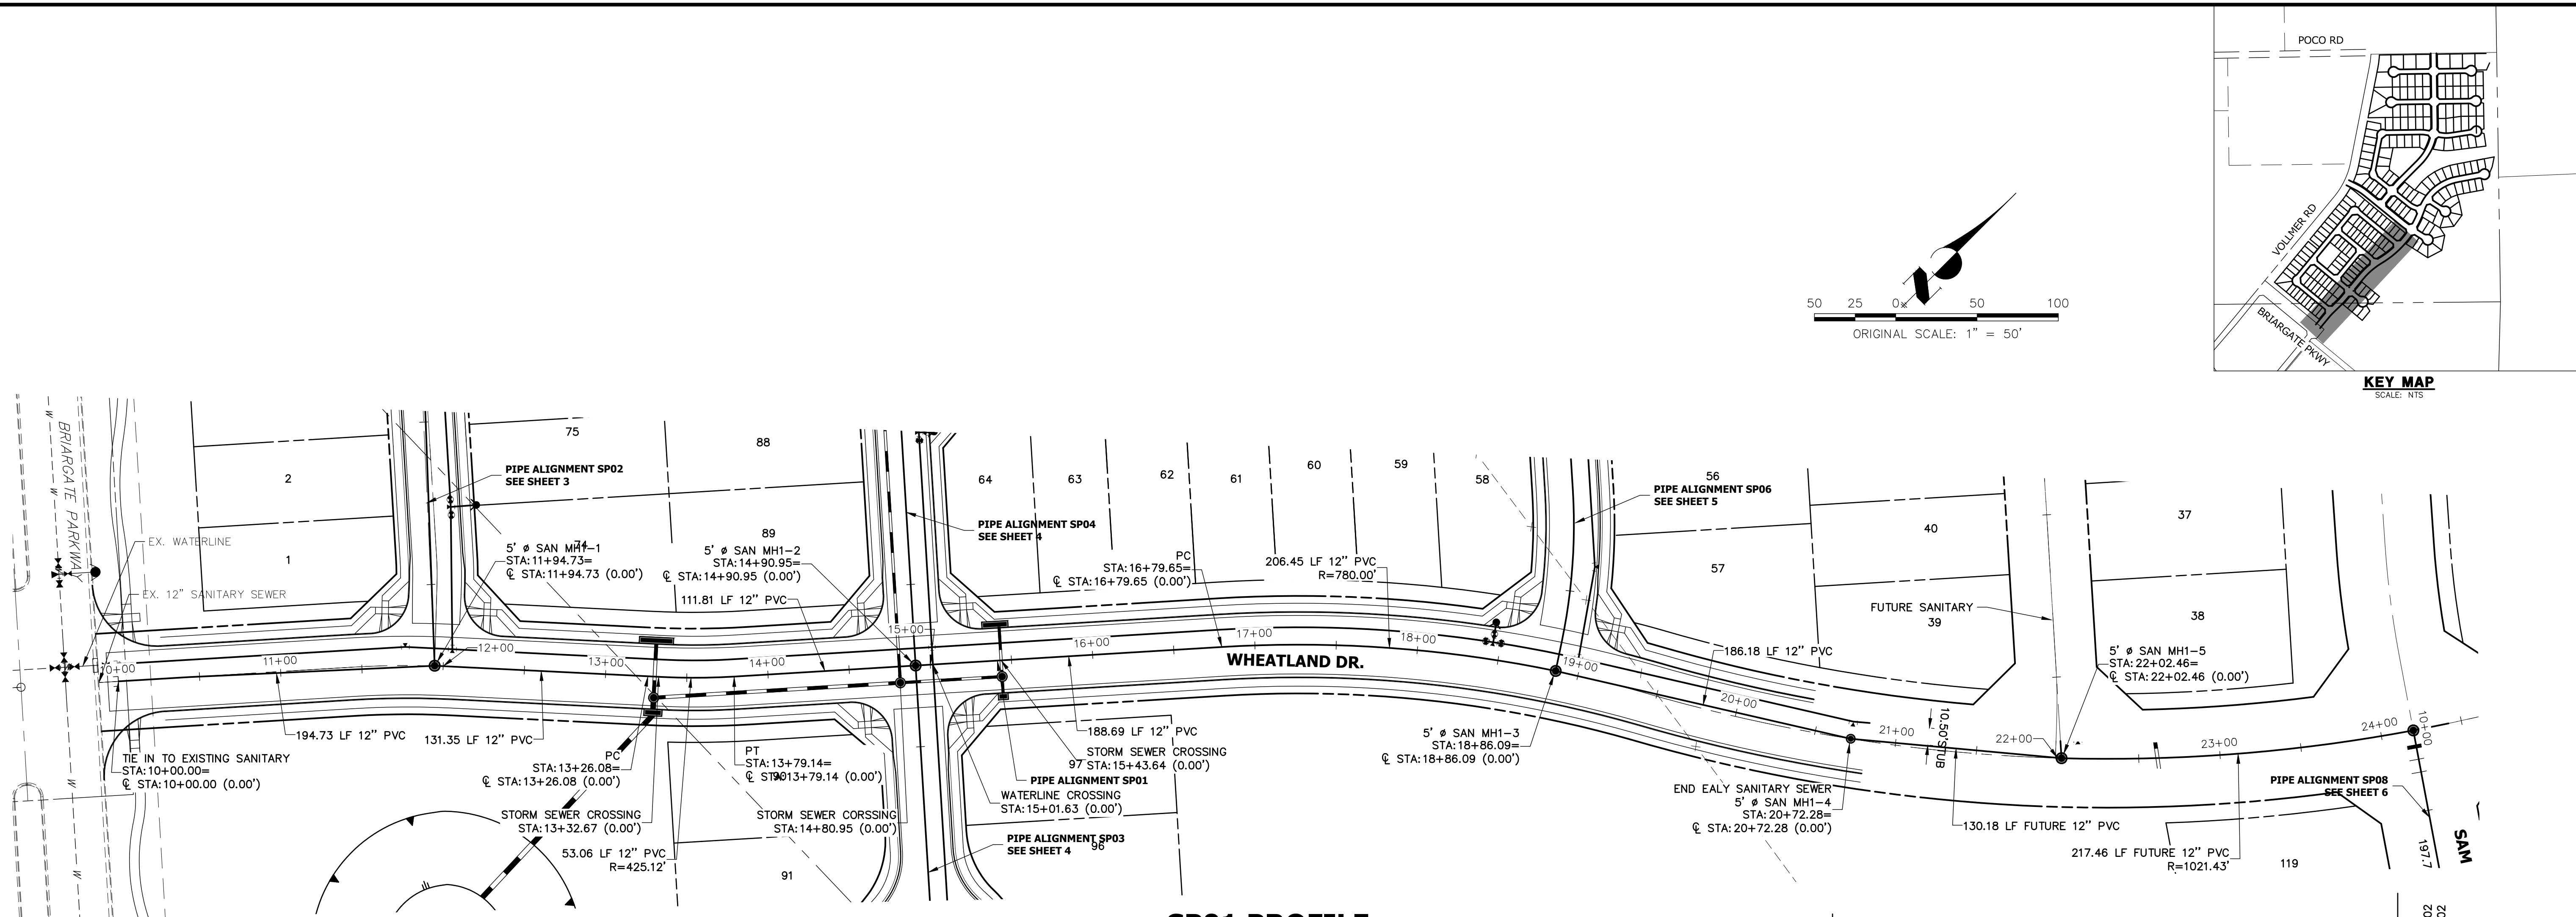 POCO RD
VOLLMER RD
BRIARGATE PKWY
KEY MAP
SCALE: NTS
50 25 0 50 100
ORIGINAL SCALE: 1" = 50'
BRIARGATE PARKWAY
W
W
W
W
W
EX. WATERLINE
EX. 12" SANITARY SEWER
2
1
75
88
74
89
64
63
62
61
60
59
58
56
57
40
39
37
38
PIPE ALIGNMENT SP02
SEE SHEET 3
5' ø SAN MH1-1
STA:11+94.73=
℄ STA:11+94.73 (0.00')
5' ø SAN MH1-2
STA:14+90.95=
℄ STA:14+90.95 (0.00')
111.81 LF 12" PVC
PIPE ALIGNMENT SP04
SEE SHEET 4
PC
STA:16+79.65=
℄ STA:16+79.65 (0.00')
206.45 LF 12" PVC
R=780.00'
PIPE ALIGNMENT SP06
SEE SHEET 5
FUTURE SANITARY
5' ø SAN MH1-5
STA: 22+02.46=
℄ STA: 22+02.46 (0.00')
186.18 LF 12" PVC
10+00
11+00
12+00
13+00
14+00
15+00
16+00
17+00
18+00
19+00
20+00
21+00
22+00
23+00
24+00
10+00
WHEATLAND DR.
10.50' STUB
194.73 LF 12" PVC
131.35 LF 12" PVC
TIE IN TO EXISTING SANITARY
STA:10+00.00=
℄ STA:10+00.00 (0.00')
PC
STA:13+26.08=
℄ STA:13+26.08 (0.00')
PT
STA:13+79.14=
℄ STA:13+79.14 (0.00')
90
STORM SEWER CROSSING
STA:13+32.67 (0.00')
STORM SEWER CORSSING
STA:14+80.95 (0.00')
53.06 LF 12" PVC
R=425.12'
91
188.69 LF 12" PVC
STORM SEWER CROSSING
STA:15+43.64 (0.00')
97
PIPE ALIGNMENT SP01
WATERLINE CROSSING
STA:15+01.63 (0.00')
PIPE ALIGNMENT SP03
SEE SHEET 4
96
5' ø SAN MH1-3
STA:18+86.09=
℄ STA:18+86.09 (0.00')
END EALY SANITARY SEWER
5' ø SAN MH1-4
STA:20+72.28=
℄ STA:20+72.28 (0.00')
130.18 LF FUTURE 12" PVC
217.46 LF FUTURE 12" PVC
R=1021.43'
119
PIPE ALIGNMENT SP08
SEE SHEET 6
197.7
SAM